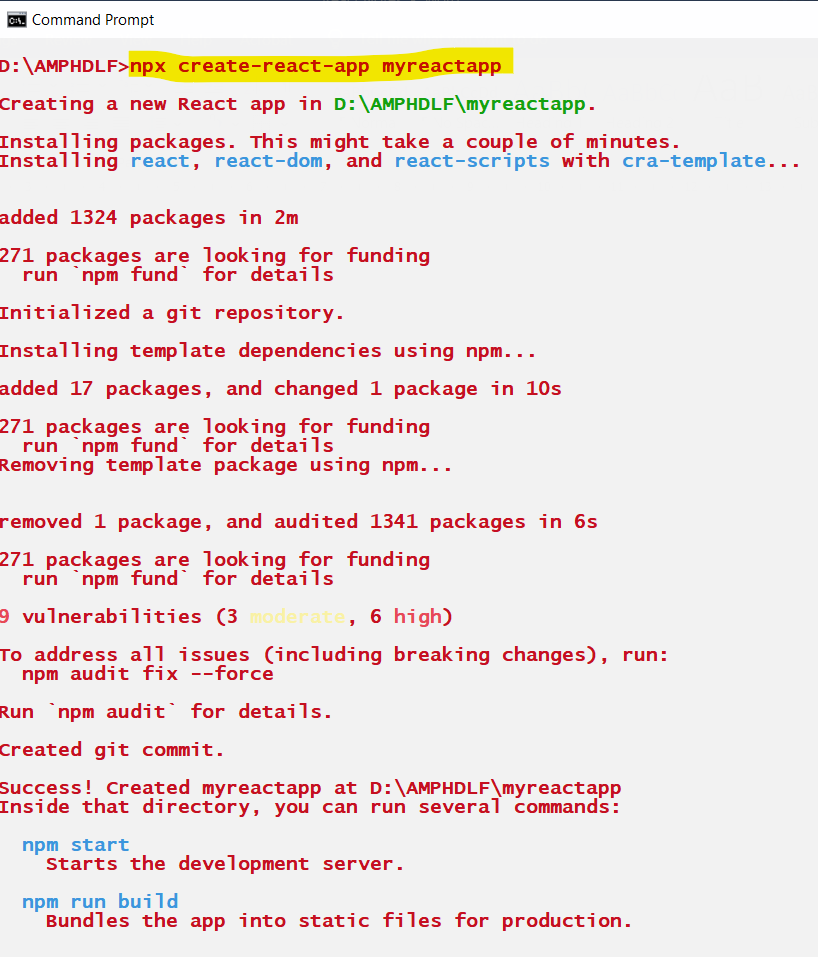 Command Prompt
D:\AMPHDLF>npx create-react-app myreactapp
Creating a new React app in D:\AMPHDLF\myreactapp.
Installing packages. This might take a couple of minutes.
Installing react, react-dom, and react-scripts with cra-template...
added 1324 packages in 2m
271 packages are looking for funding
  run `npm fund` for details
Initialized a git repository.
Installing template dependencies using npm...
added 17 packages, and changed 1 package in 10s
271 packages are looking for funding
  run `npm fund` for details
Removing template package using npm...
removed 1 package, and audited 1341 packages in 6s
271 packages are looking for funding
  run `npm fund` for details
9 vulnerabilities (3 moderate, 6 high)
To address all issues (including breaking changes), run:
  npm audit fix --force
Run `npm audit` for details.
Created git commit.
Success! Created myreactapp at D:\AMPHDLF\myreactapp
Inside that directory, you can run several commands:
  npm start
    Starts the development server.
  npm run build
    Bundles the app into static files for production.